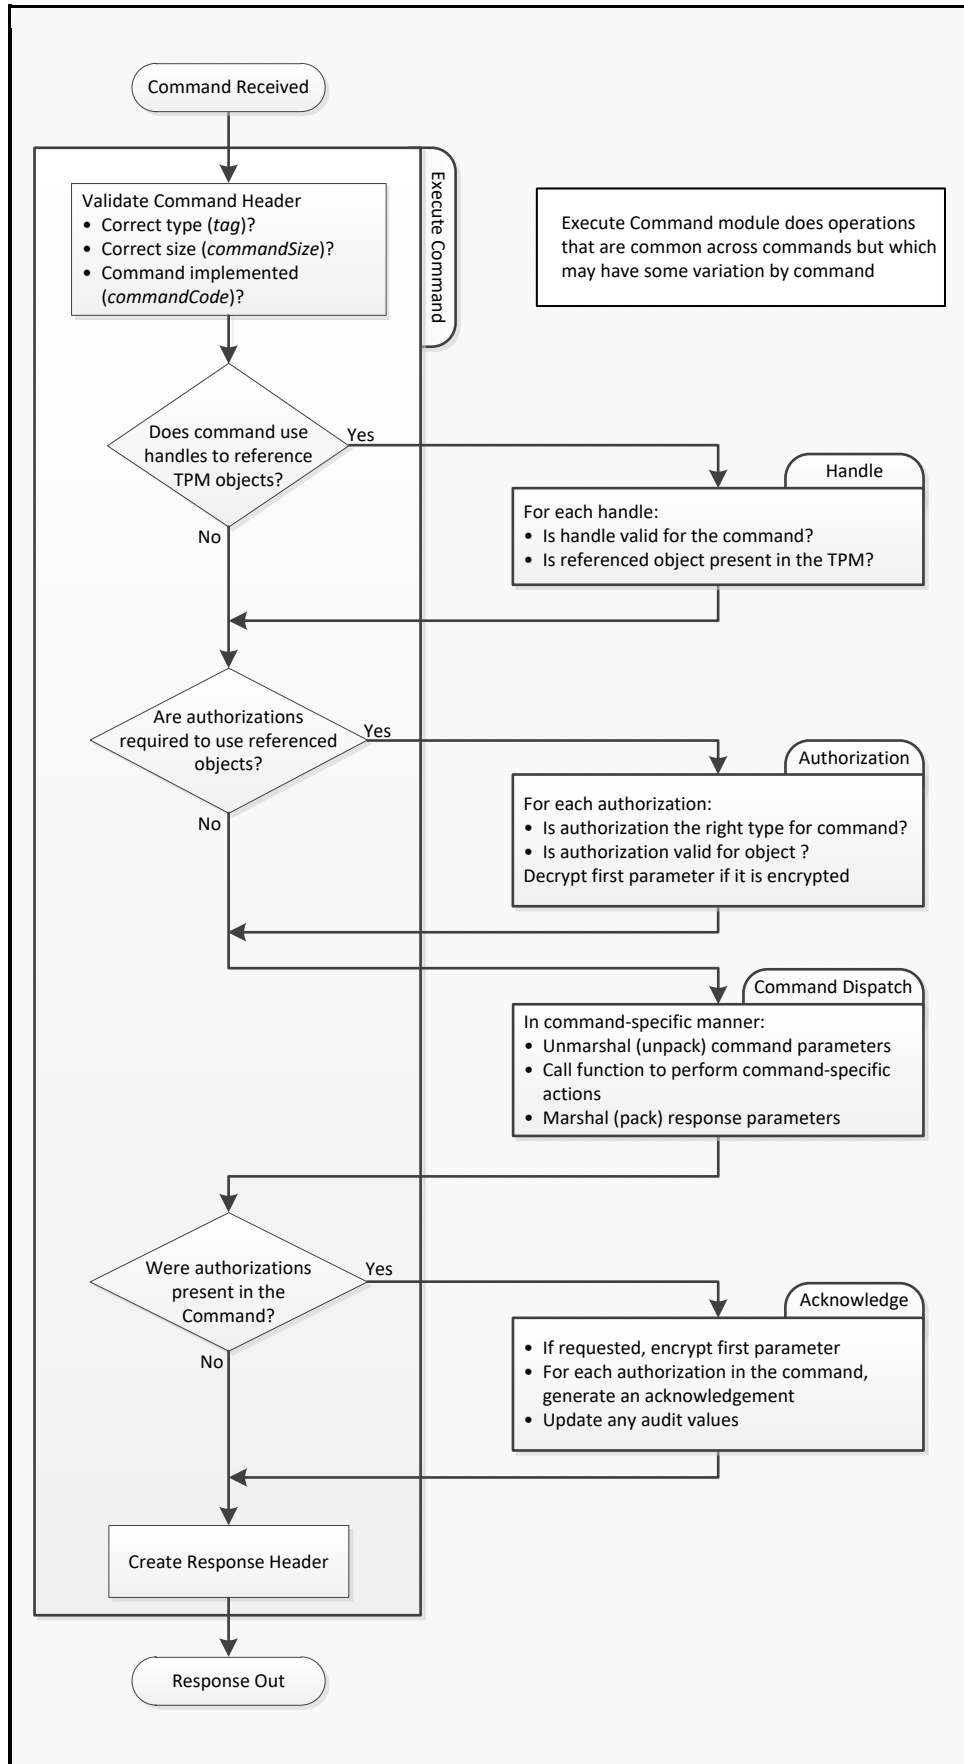 Command Received
Execute Command
Validate Command Header
• Correct type (tag)?
• Correct size (commandSize)?
• Command implemented
(commandCode)?
Execute Command module does operations
that are common across commands but which
may have some variation by command
Does command use
handles to reference
TPM objects?
Yes
No
Handle
For each handle:
• Is handle valid for the command?
• Is referenced object present in the TPM?
Are authorizations
required to use referenced
objects?
Yes
No
Authorization
For each authorization:
• Is authorization the right type for command?
• Is authorization valid for object ?
Decrypt first parameter if it is encrypted
Command Dispatch
In command-specific manner:
• Unmarshal (unpack) command parameters
• Call function to perform command-specific
actions
• Marshal (pack) response parameters
Were authorizations
present in the
Command?
Yes
No
Acknowledge
• If requested, encrypt first parameter
• For each authorization in the command,
generate an acknowledgement
• Update any audit values
Create Response Header
Response Out